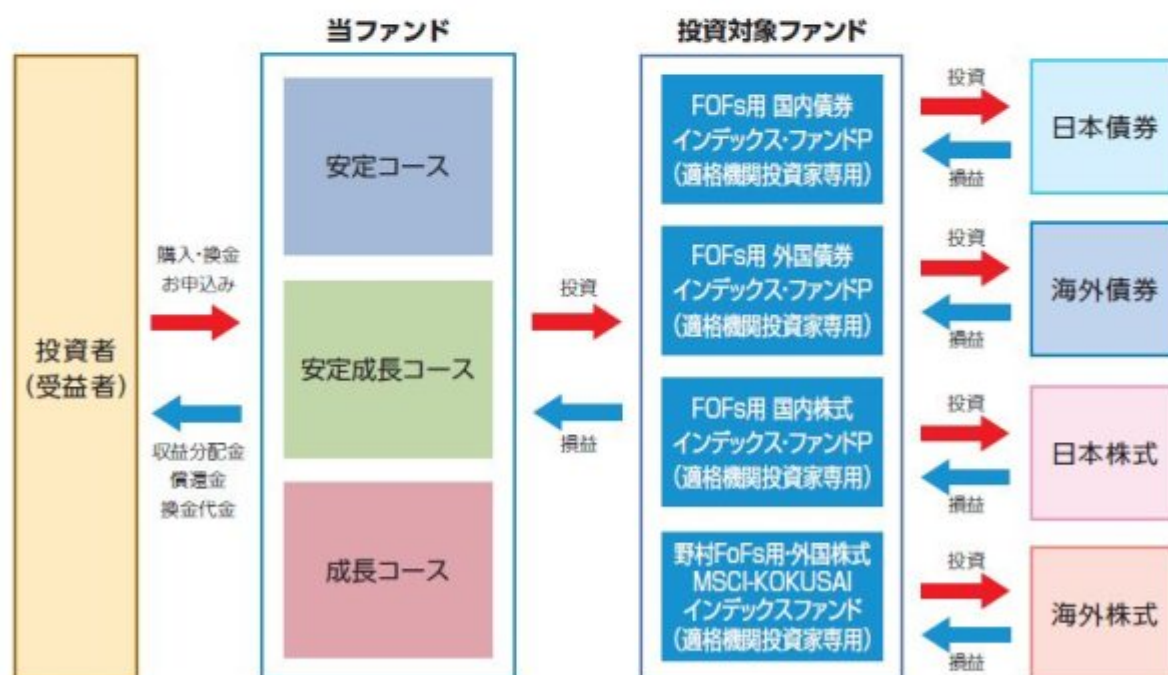 当ファンド
投資対象ファンド
投資者
(受益者)
購入・換金
お申込み
収益分配金
償還金
換金代金
安定コース
安定成長コース
成長コース
投資
損益
FOFs用 国内債券
インデックス・ファンドP
(適格機関投資家専用)
FOFs用 外国債券
インデックス・ファンドP
(適格機関投資家専用)
FOFs用 国内株式
インデックス・ファンドP
(適格機関投資家専用)
野村FoFs用・外国株式
MSCI-KOKUSAI
インデックスファンド
(適格機関投資家専用)
投資
損益
日本債券
投資
損益
海外債券
投資
損益
日本株式
投資
損益
海外株式